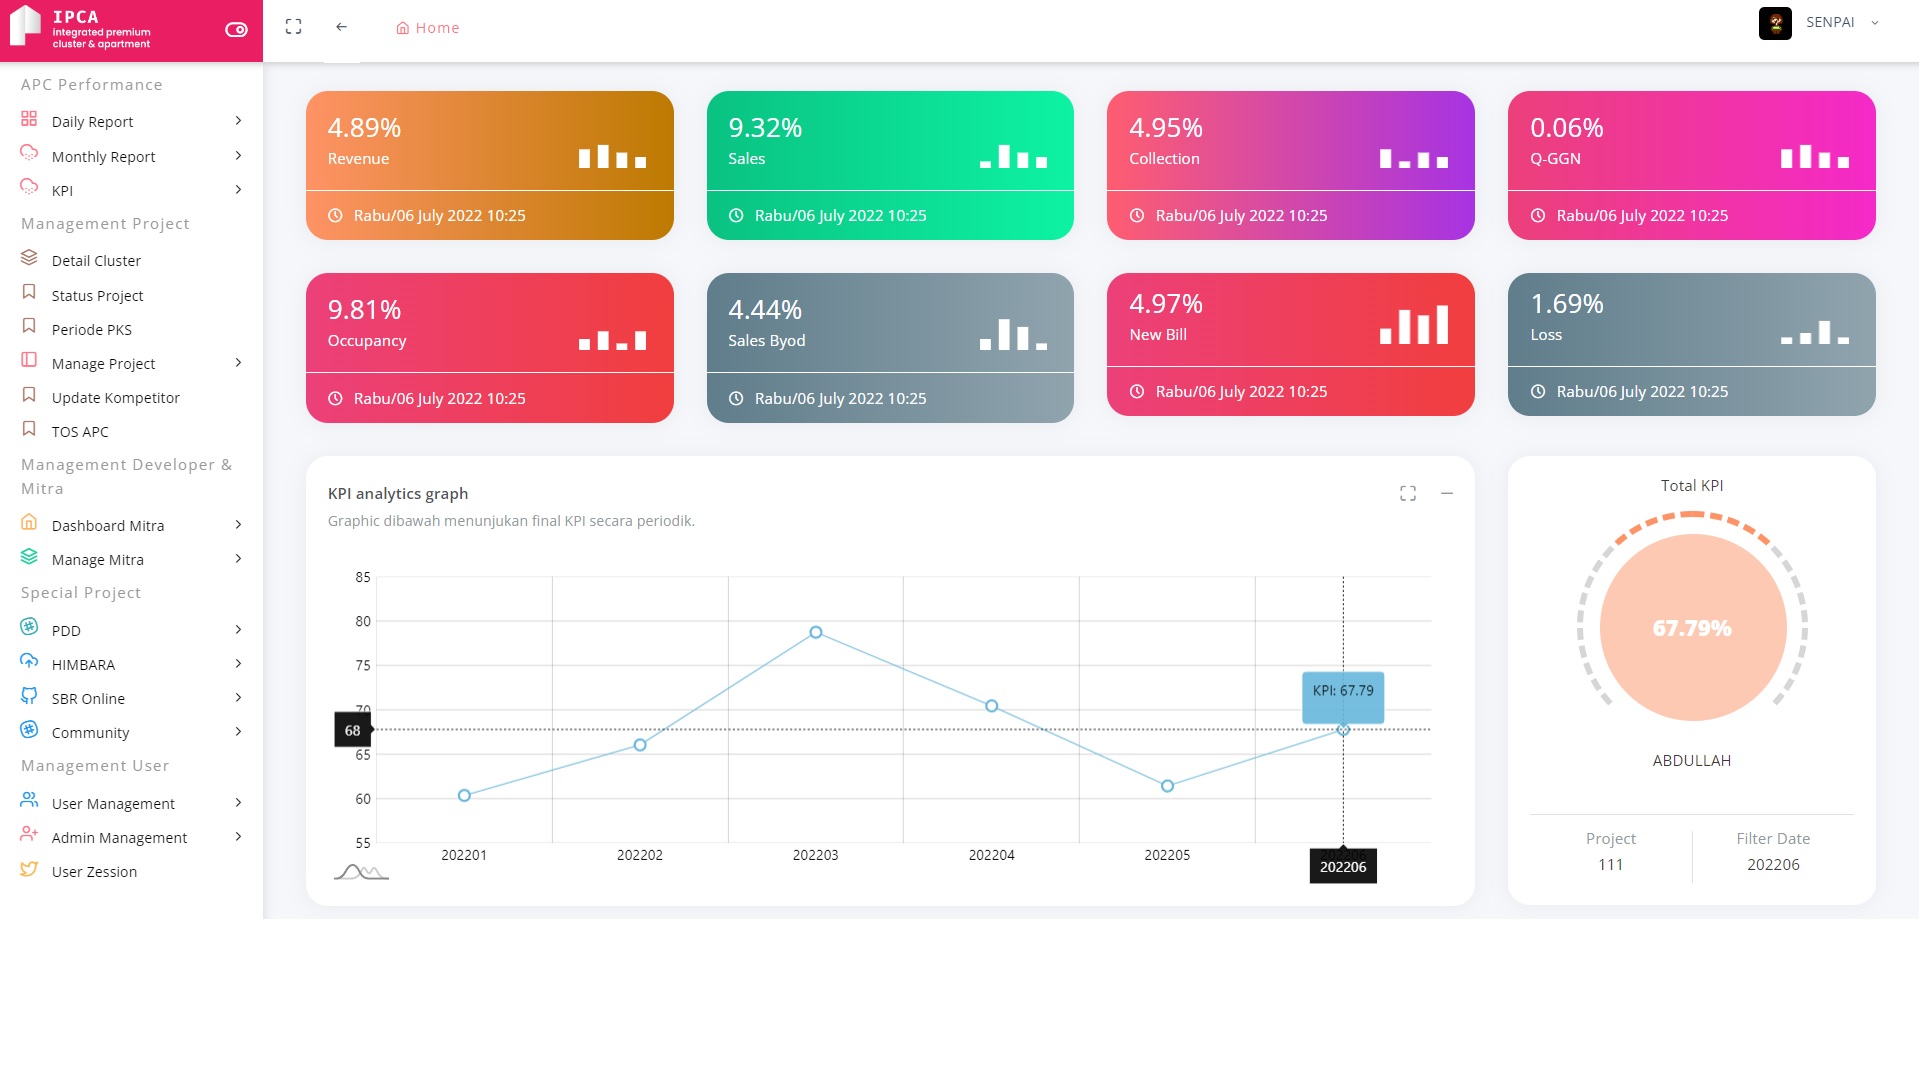 IPCA
integrated premium
cluster & apartment
Home
SENPAI
APC Performance
Daily Report
Monthly Report
KPI
Management Project
Detail Cluster
Status Project
Periode PKS
Manage Project
Update Kompetitor
TOS APC
Management Developer &
Mitra
Dashboard Mitra
Manage Mitra
Special Project
PDD
HIMBARA
SBR Online
Community
Management User
User Management
Admin Management
User Zession
4.89%
Revenue
Rabu/06 July 2022 10:25
9.32%
Sales
Rabu/06 July 2022 10:25
4.95%
Collection
Rabu/06 July 2022 10:25
0.06%
Q-GGN
Rabu/06 July 2022 10:25
9.81%
Occupancy
Rabu/06 July 2022 10:25
4.44%
Sales Byod
Rabu/06 July 2022 10:25
4.97%
New Bill
Rabu/06 July 2022 10:25
1.69%
Loss
Rabu/06 July 2022 10:25
KPI analytics graph
Graphic dibawah menunjukan final KPI secara periodik.
85
80
75
70
68
65
60
55
KPI: 67.79
202201
202202
202203
202204
202205
202206
Total KPI
67.79%
ABDULLAH
Project
111
Filter Date
202206